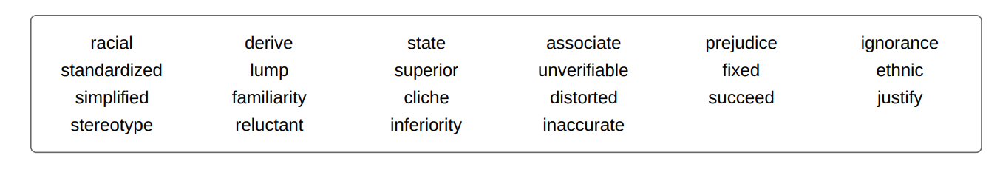 racial derive state associate prejudice ignorance
standardized lump superior unverifiable fixed ethnic
simplified familiarity cliche distorted succeed justify
stereotype reluctant inferiority inaccurate